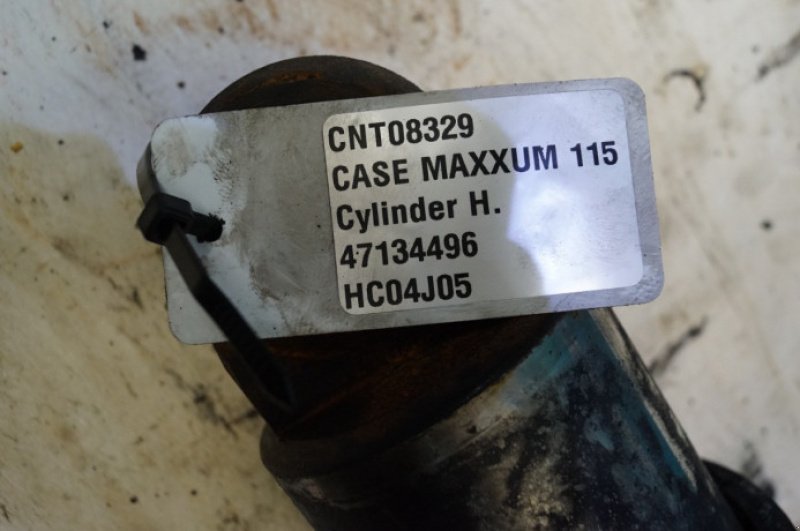 CNT08329
CASE MAXXUM 115
Cylinder H.
47134496
HC04J05